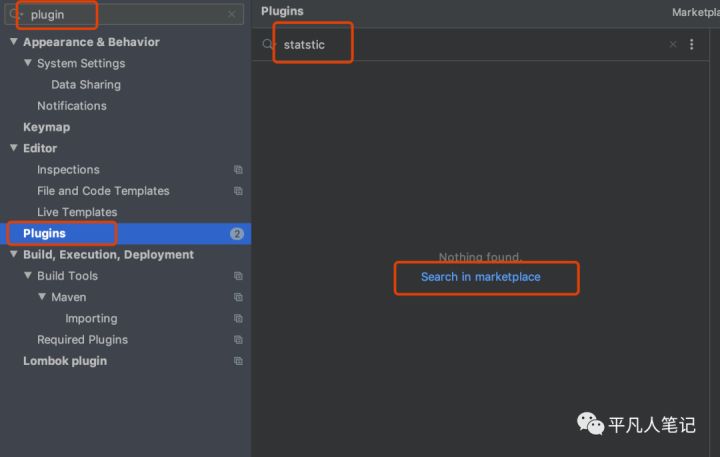 plugin
Appearance & Behavior
System Settings
Data Sharing
Notifications
Keymap
Editor
Inspections
File and Code Templates
Live Templates
Plugins 2
Build, Execution, Deployment
Build Tools
Maven
Importing
Required Plugins
Lombok plugin
Plugins Marketpla
statstic
Nothing found.
Search in marketplace
平凡人笔记